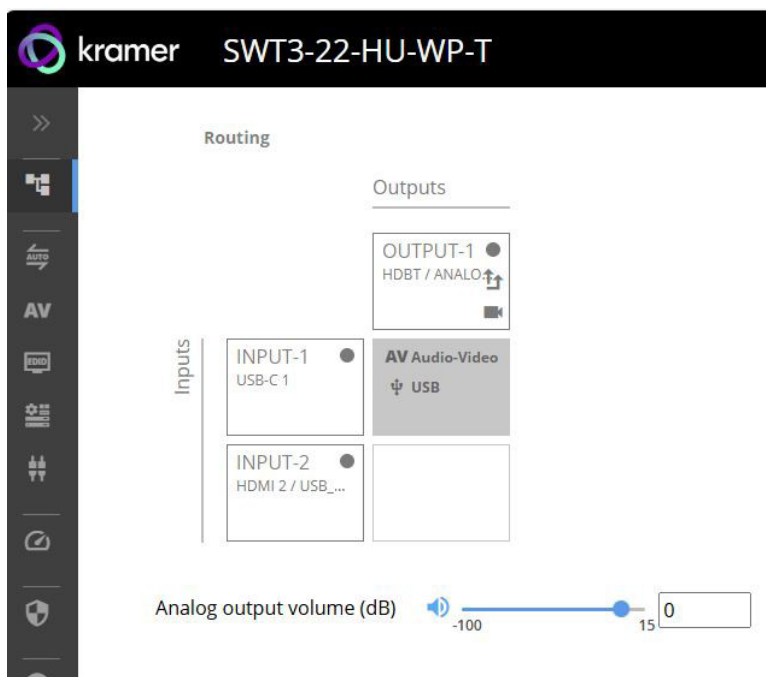 kramer SWT3-22-HU-WP-T
Routing
Outputs
OUTPUT-1
HDBT / ANALO...
AUTO
AV
EDID
Inputs
INPUT-1
USB-C 1
AV Audio-Video
USB
INPUT-2
HDMI 2 / USB_...
Analog output volume (dB)
-100
15
0